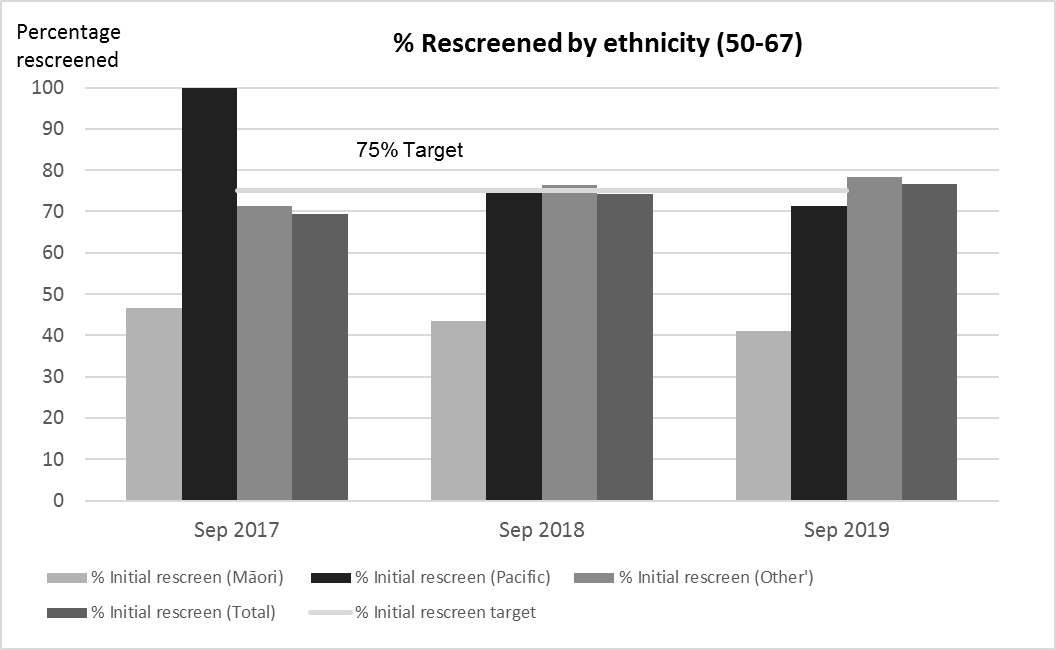 Percentage
rescreened
% Rescreened by ethnicity (50-67)
100
90
80
70
60
50
40
30
20
10
0
75% Target
Sep 2017
Sep 2018
Sep 2019
% Initial rescreen (Māori)
% Initial rescreen (Pacific)
% Initial rescreen (Other')
% Initial rescreen (Total)
% Initial rescreen target